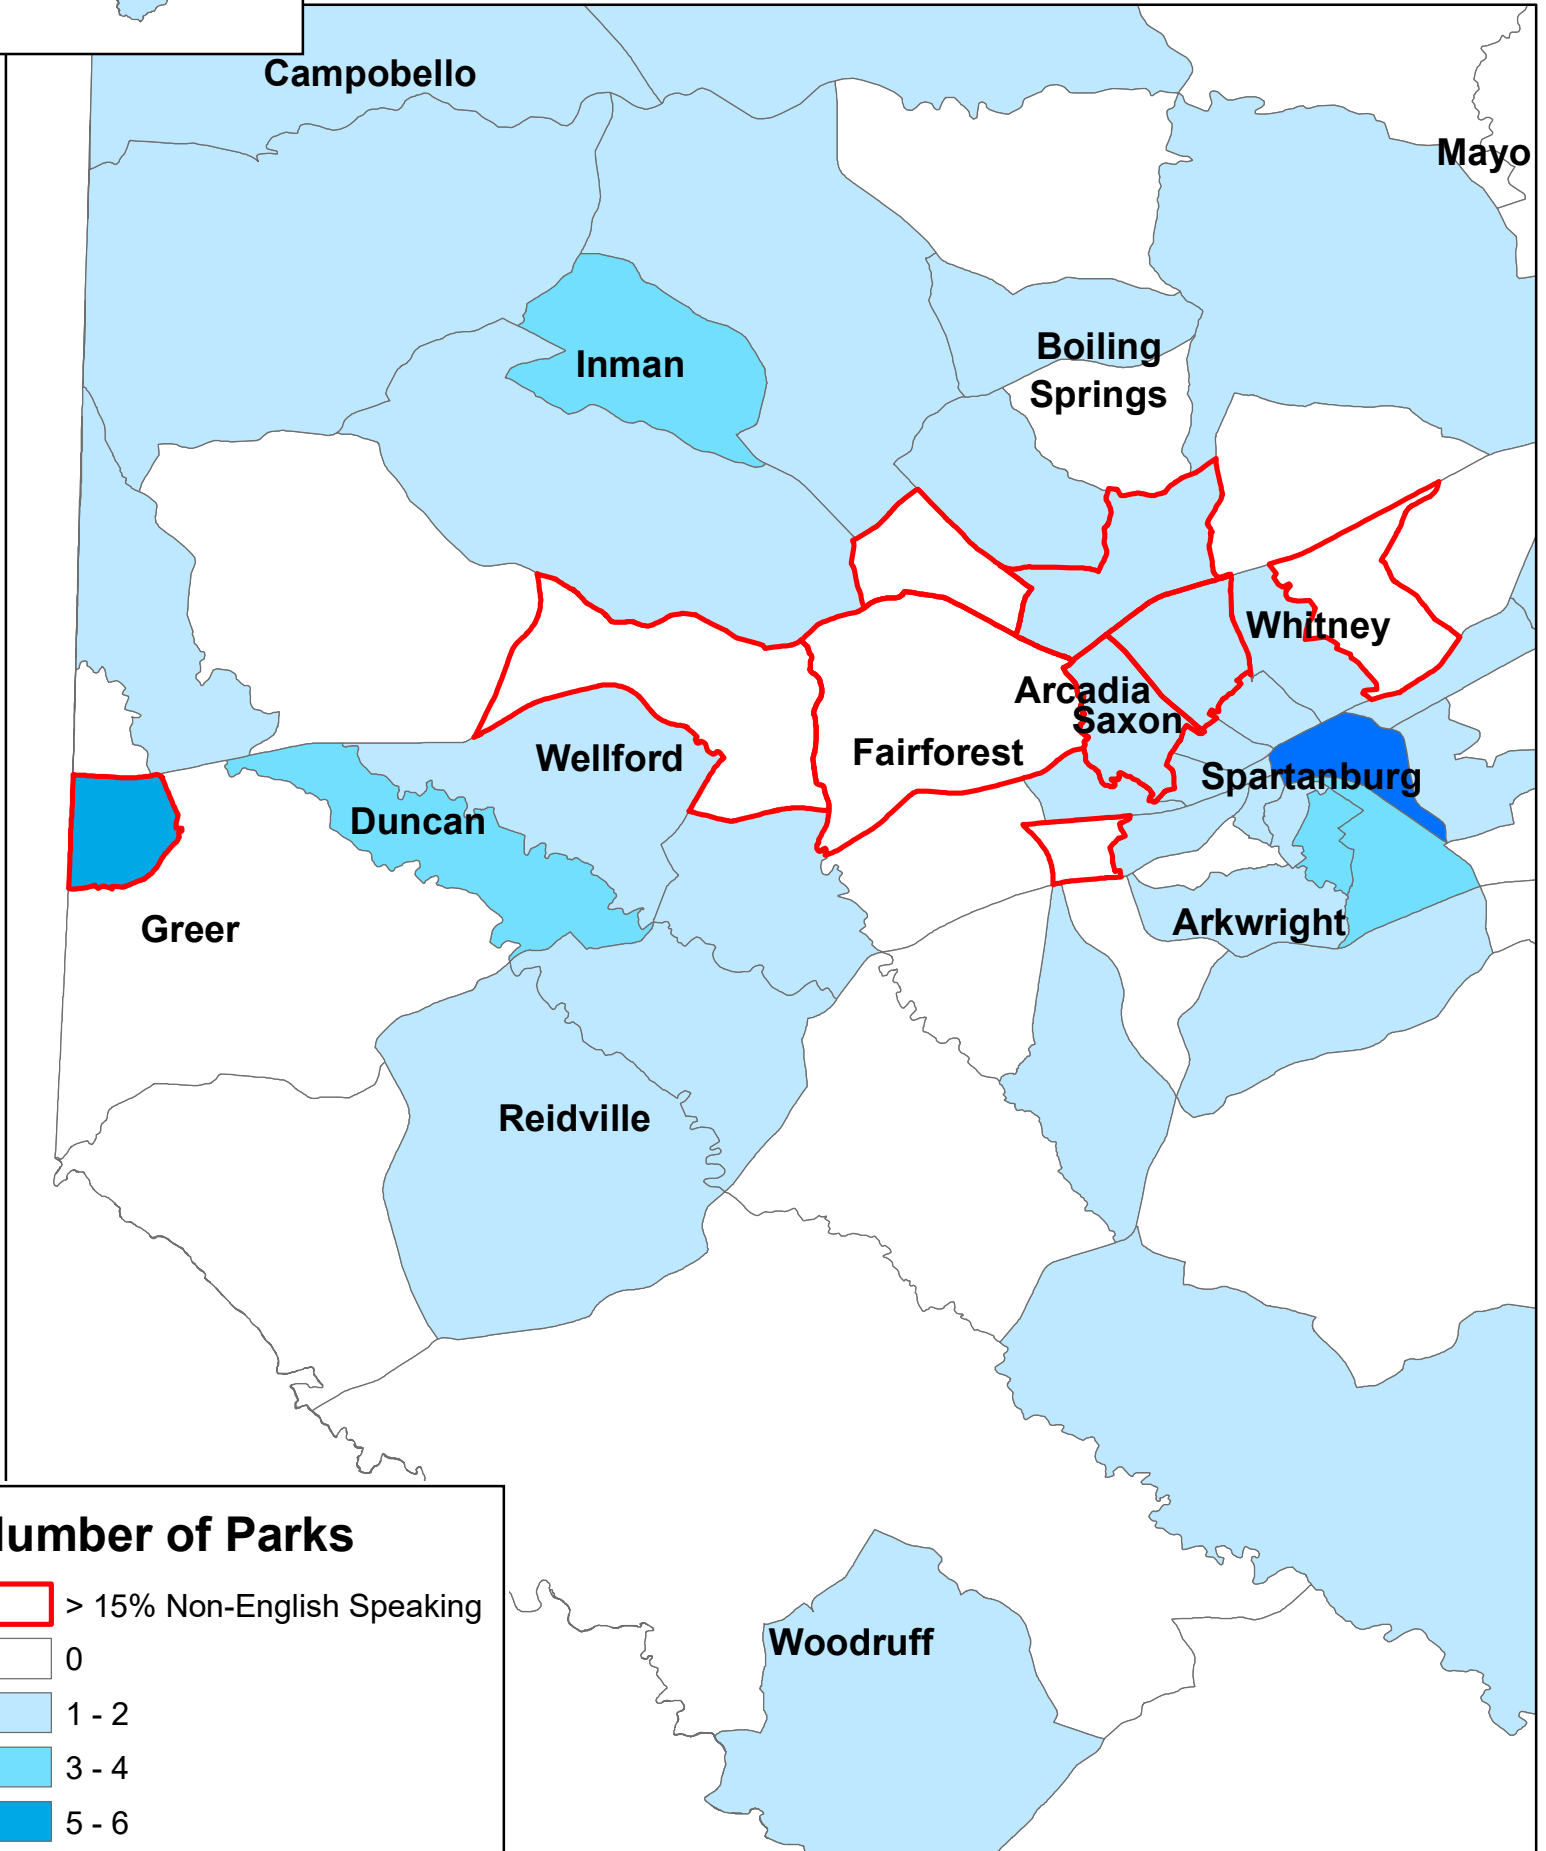 Campobello
Mayo
Inman
Boiling
Springs
Whitney
Arcadia
Saxon
Wellford
Fairforest
Spartanburg
Duncan
Greer
Arkwright
Reidville
Woodruff
umber of Parks
> 15% Non-English Speaking
0
1 - 2
3 - 4
5 - 6